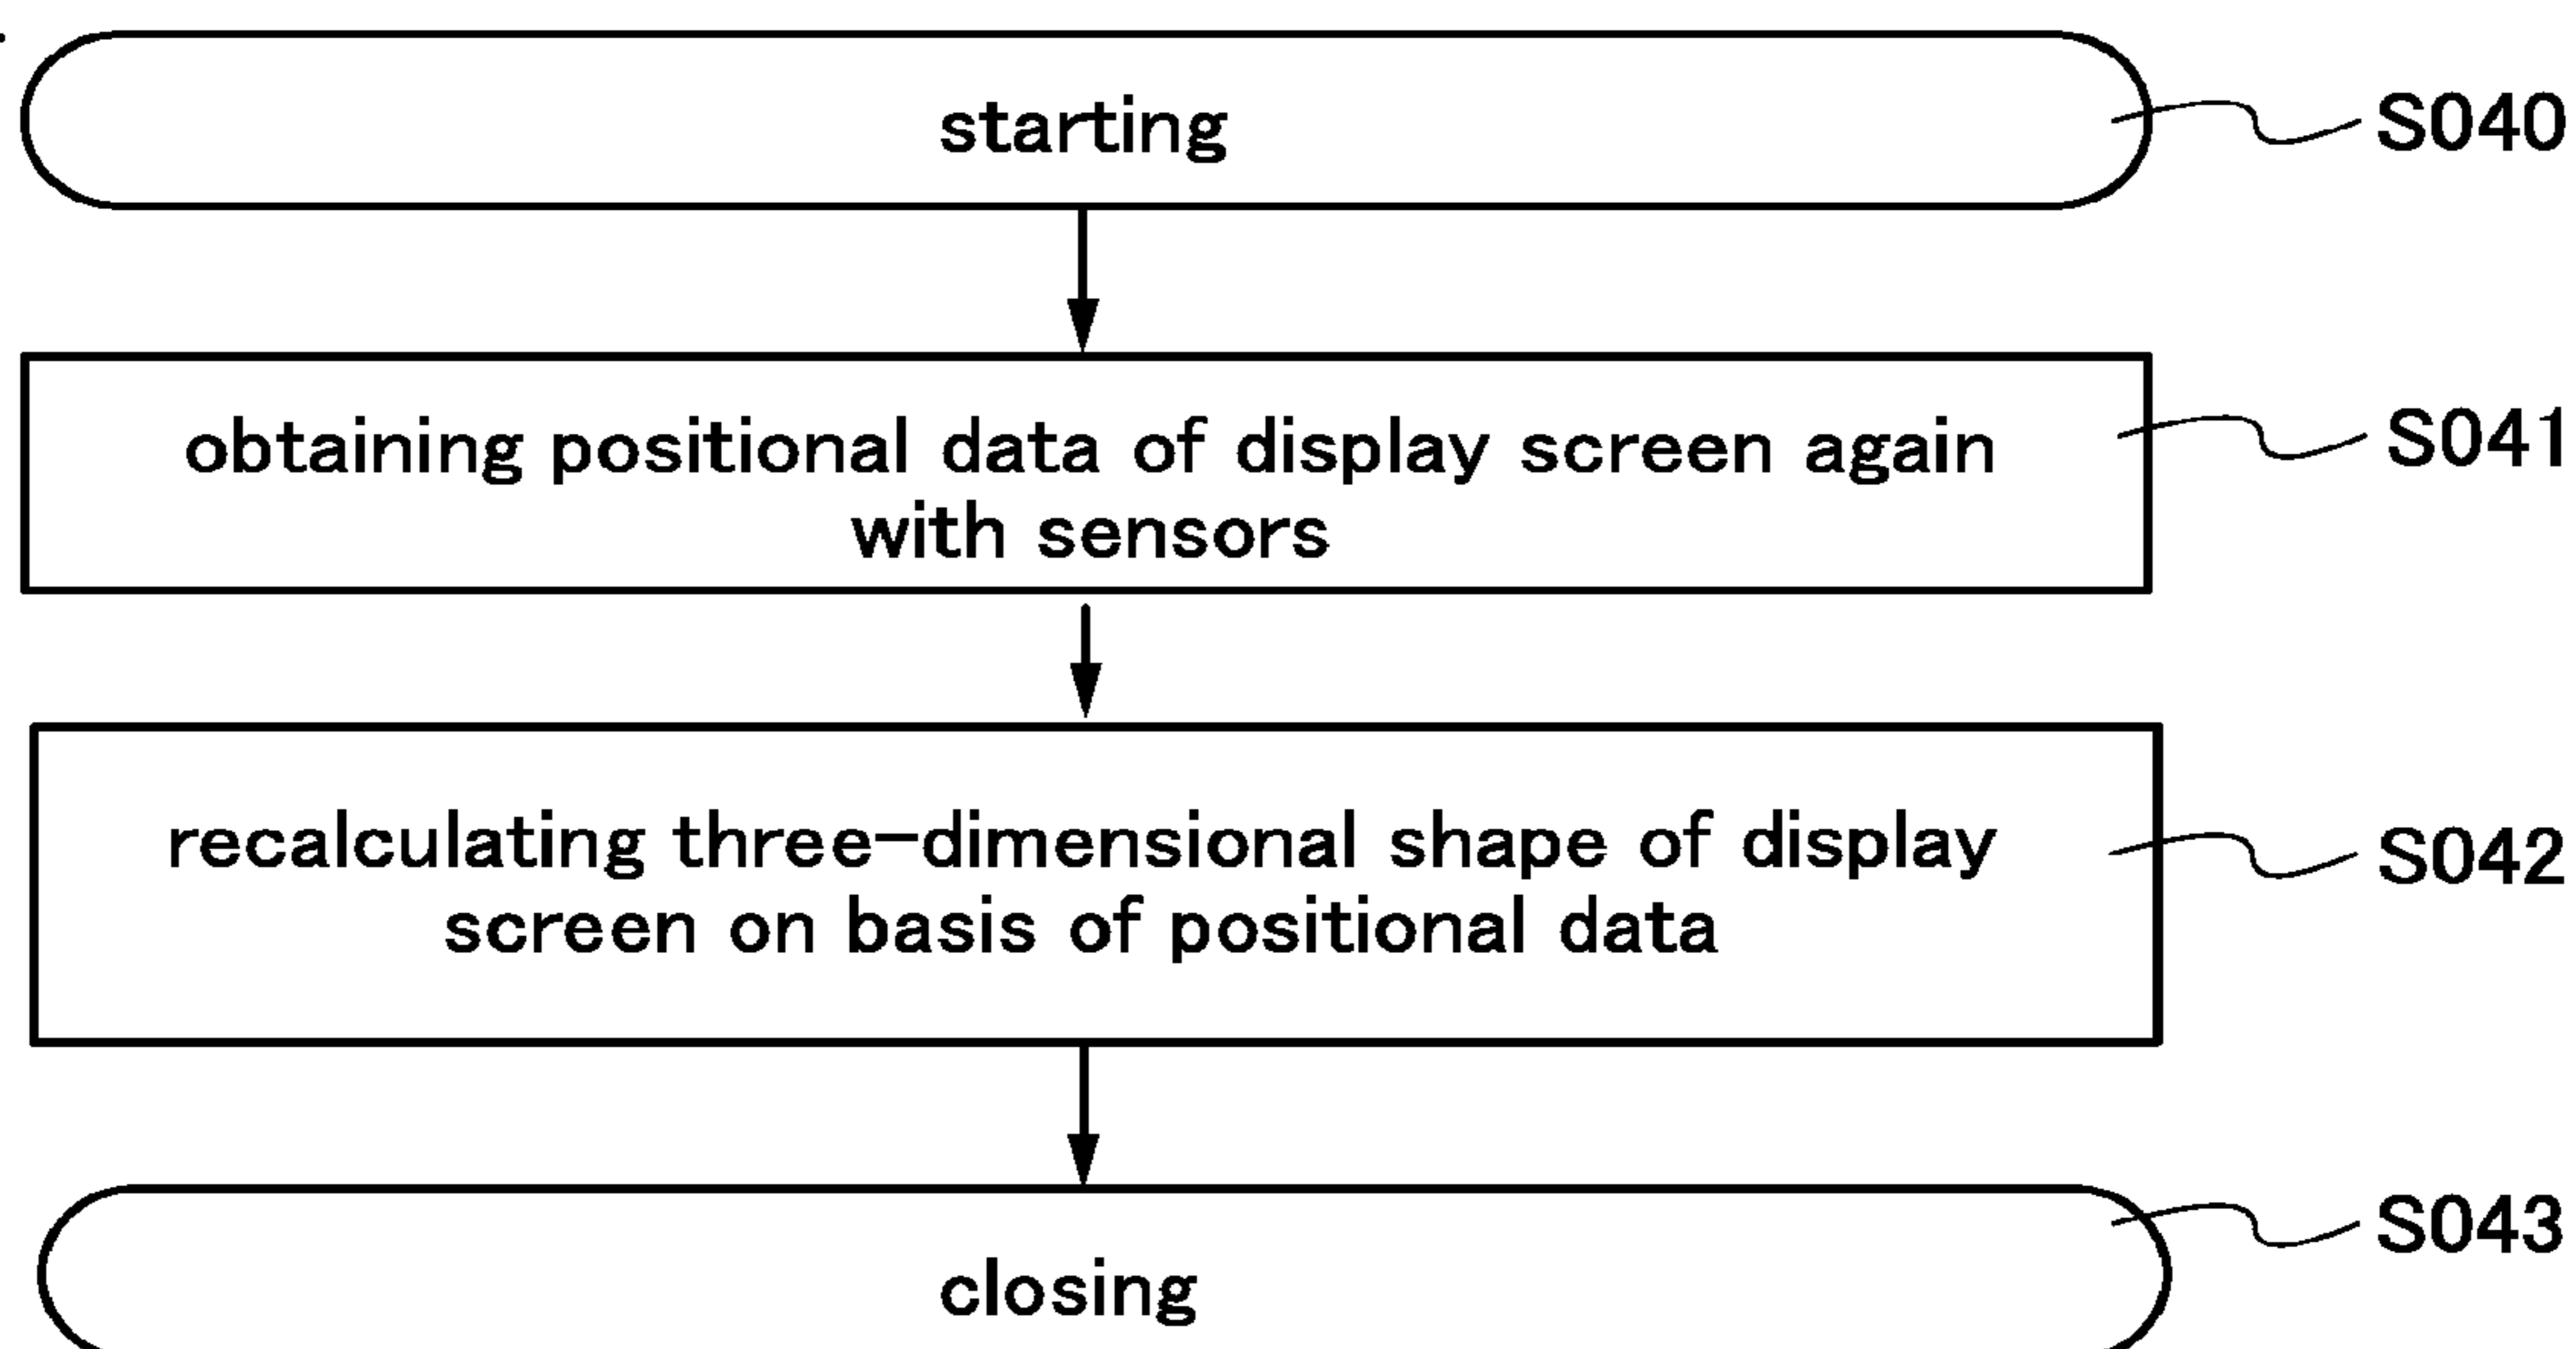 starting
S040
obtaining positional data of display screen again
with sensors
S041
recalculating three-dimensional shape of display
screen on basis of positional data
S042
closing
S043